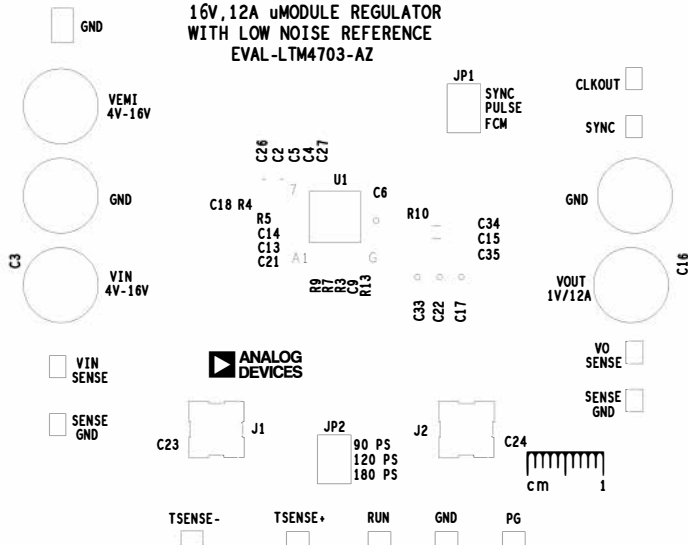 16V,12A uMODULE REGULATOR
WITH LOW NOISE REFERENCE
EVAL-LTM4703-AZ
GND
VEMI
4V-16V
GND
VIN
4V-16V
C3
VIN
SENSE
SENSE
GND
JP1
SYNC
PULSE
FCM
CLKOUT
SYNC
GND
VOUT
1V/12A
C16
VO
SENSE
SENSE
GND
C26
C2
C5
C4
C27
7
U1
C6
C18 R4
R5
C14
C13
C21
A1
G
R9
R7
R3
C9
R13
R10
C34
C15
C35
C33
C22
C17
ANALOG
DEVICES
C23
J1
JP2
90 PS
120 PS
180 PS
J2
C24
cm 1
TSENSE-
TSENSE+
RUN
GND
PG